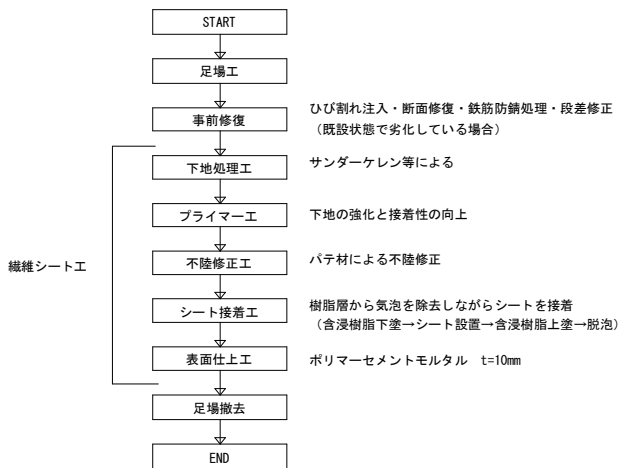 START
足場工
事前修復
ひび割れ注入・断面修復・鉄筋防錆処理・段差修正
（既設状態で劣化している場合）
下地処理工
サンダーケレン等による
プライマー工
下地の強化と接着性の向上
繊維シート工
不陸修正工
パテ材による不陸修正
シート接着工
樹脂層から気泡を除去しながらシートを接着
（含浸樹脂下塗→シート設置→含浸樹脂上塗→脱泡）
表面仕上工
ポリマーセメントモルタル　t=10mm
足場撤去
END